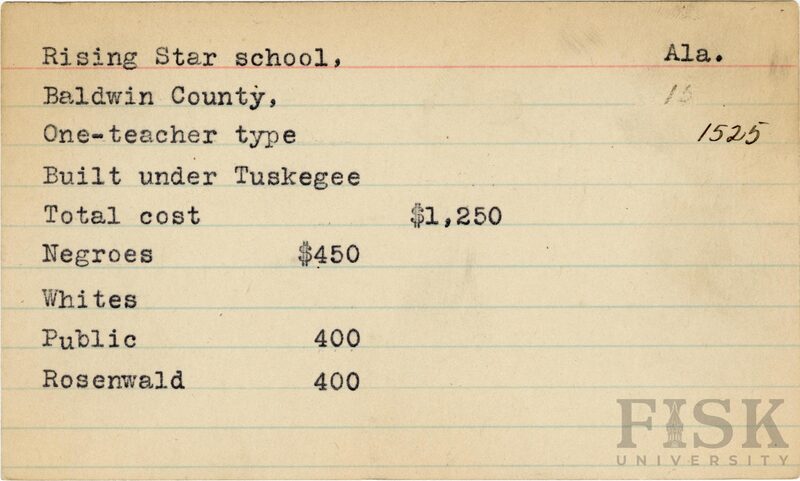 Rising Star school, Ala.
Baldwin County,
One-teacher type 1525
Built under Tuskegee
Total cost $1,250
Negroes $450
Whites
Public 400
Rosenwald 400
FISK
UNIVERSITY